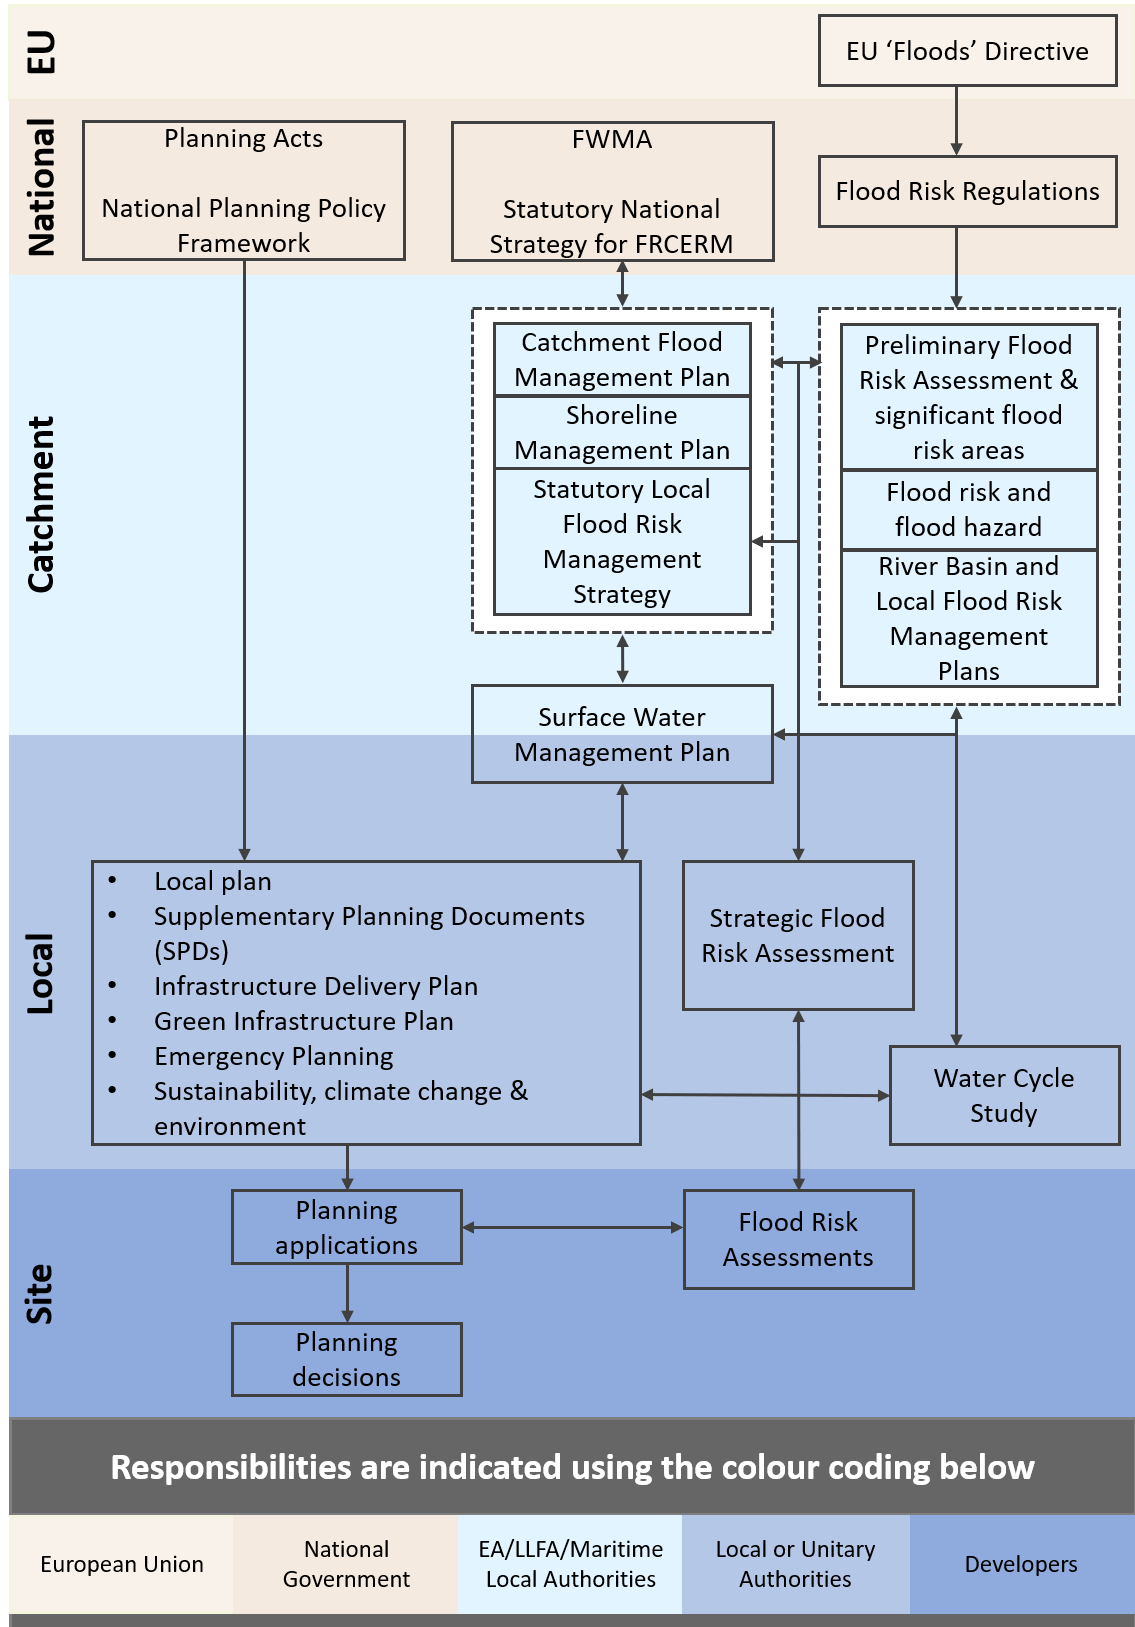 EU
EU ‘Floods’ Directive
National
Planning Acts
National Planning Policy
Framework
FWMA
Statutory National
Strategy for FRCERM
Flood Risk Regulations
Catchment
Catchment Flood
Management Plan
Shoreline
Management Plan
Statutory Local
Flood Risk
Management
Strategy
Preliminary Flood
Risk Assessment &
significant flood
risk areas
Flood risk and
flood hazard
River Basin and
Local Flood Risk
Management
Plans
Surface Water
Management Plan
Local
• Local plan
• Supplementary Planning Documents
(SPDs)
• Infrastructure Delivery Plan
• Green Infrastructure Plan
• Emergency Planning
• Sustainability, climate change &
environment
Strategic Flood
Risk Assessment
Water Cycle
Study
Site
Planning
applications
Flood Risk
Assessments
Planning
decisions
Responsibilities are indicated using the colour coding below
European Union
National
Government
EA/LLFA/Maritime
Local Authorities
Local or Unitary
Authorities
Developers